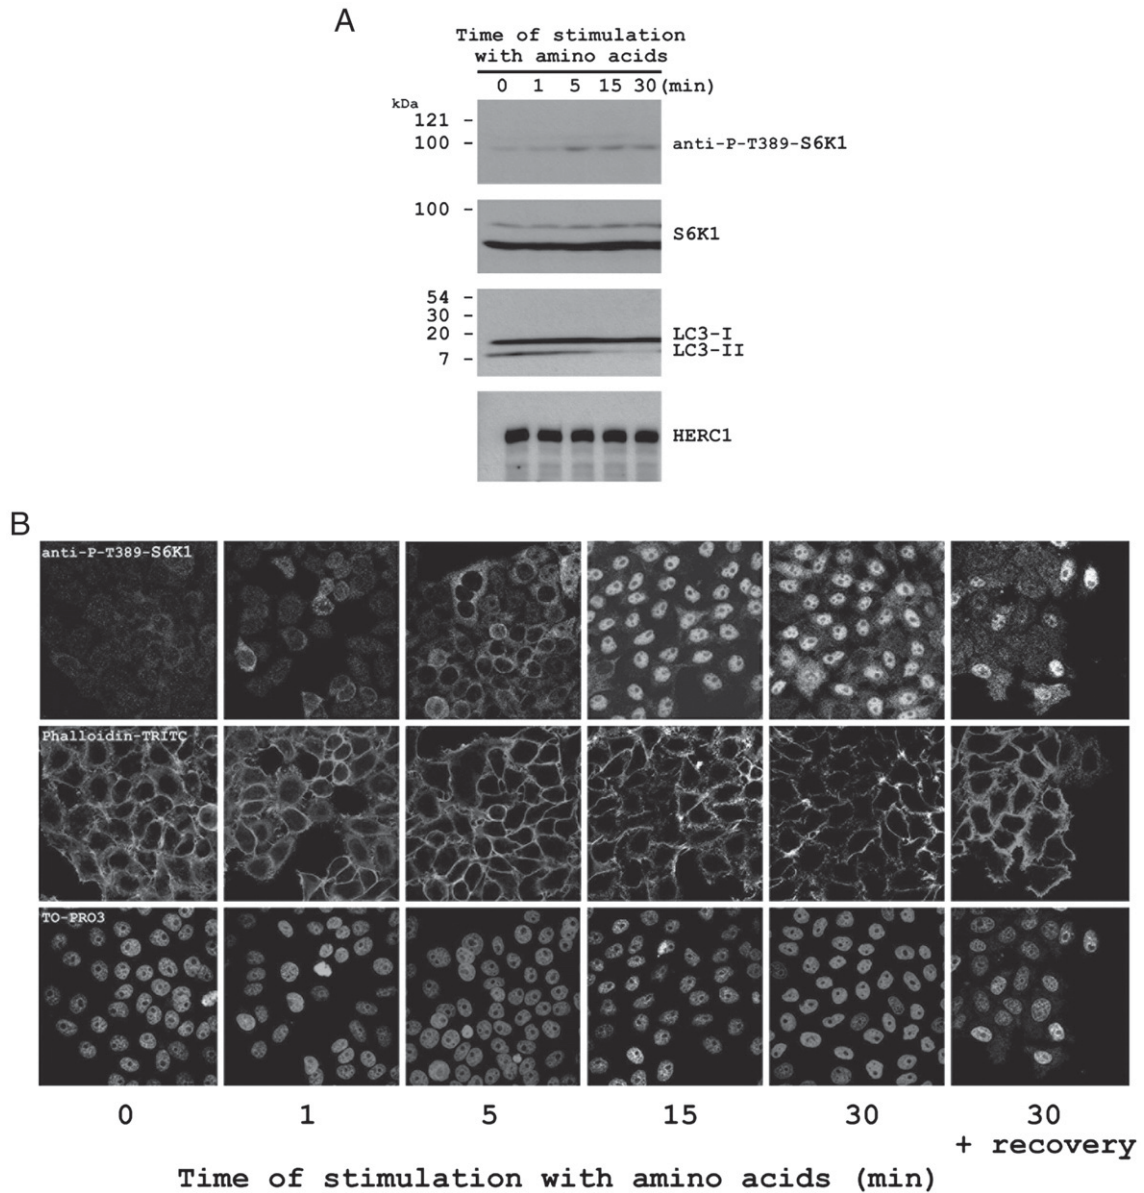 A
Time of stimulation
with amino acids
0 1 5 15 30 (min)
kDa
121 -
100 -
anti-P-T389-S6K1
100 -
S6K1
54 -
30 -
20 -
7 -
LC3-I
LC3-II
HERC1
B
anti-P-T389-S6K1
Phalloidin-TRITC
TO-PRO3
0 1 5 15 30 30
+ recovery
Time of stimulation with amino acids (min)